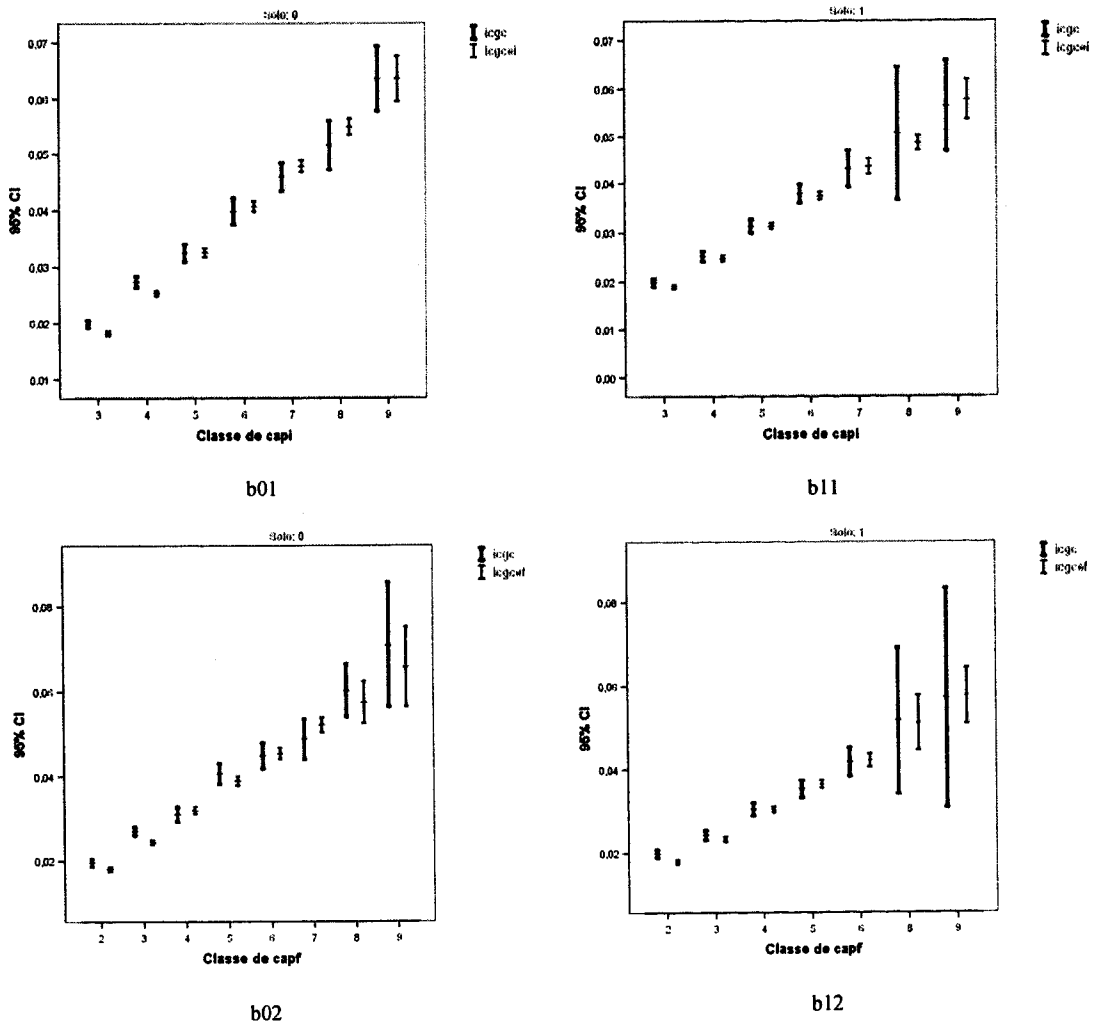 Solo: 0
icgc
icgcei
0,07
0,06
0,05
0,04
0,03
0,02
0,01
95% CI
3 4 5 6 7 8 9
Classe de capi
b01
Solo: 1
icgc
icgcei
0,07
0,06
0,05
0,04
0,03
0,02
0,01
0,00
95% CI
3 4 5 6 7 8 9
Classe de capi
b11
Solo: 0
icgc
icgcef
0,08
0,06
0,04
0,02
95% CI
2 3 4 5 6 7 8 9
Classe de capf
b02
Solo: 1
icgc
icgcef
0,08
0,06
0,04
0,02
95% CI
2 3 4 5 6 8 9
Classe de capf
b12